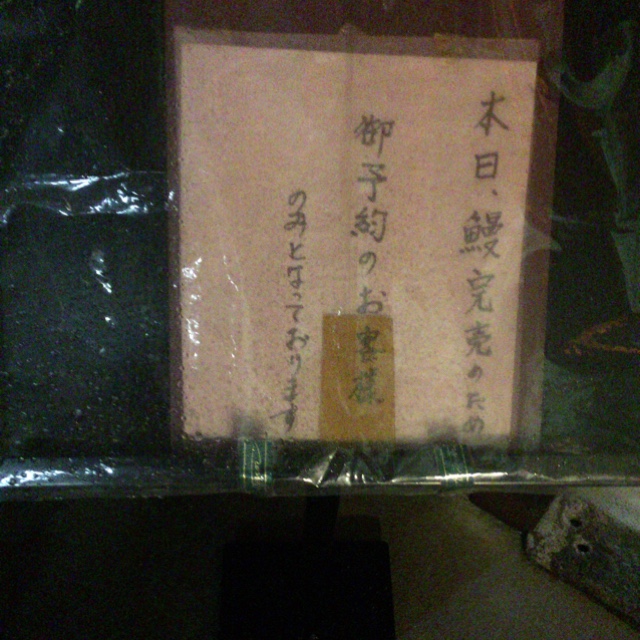 本日、鰻完売のため
御予約のお客様
のみとなっております